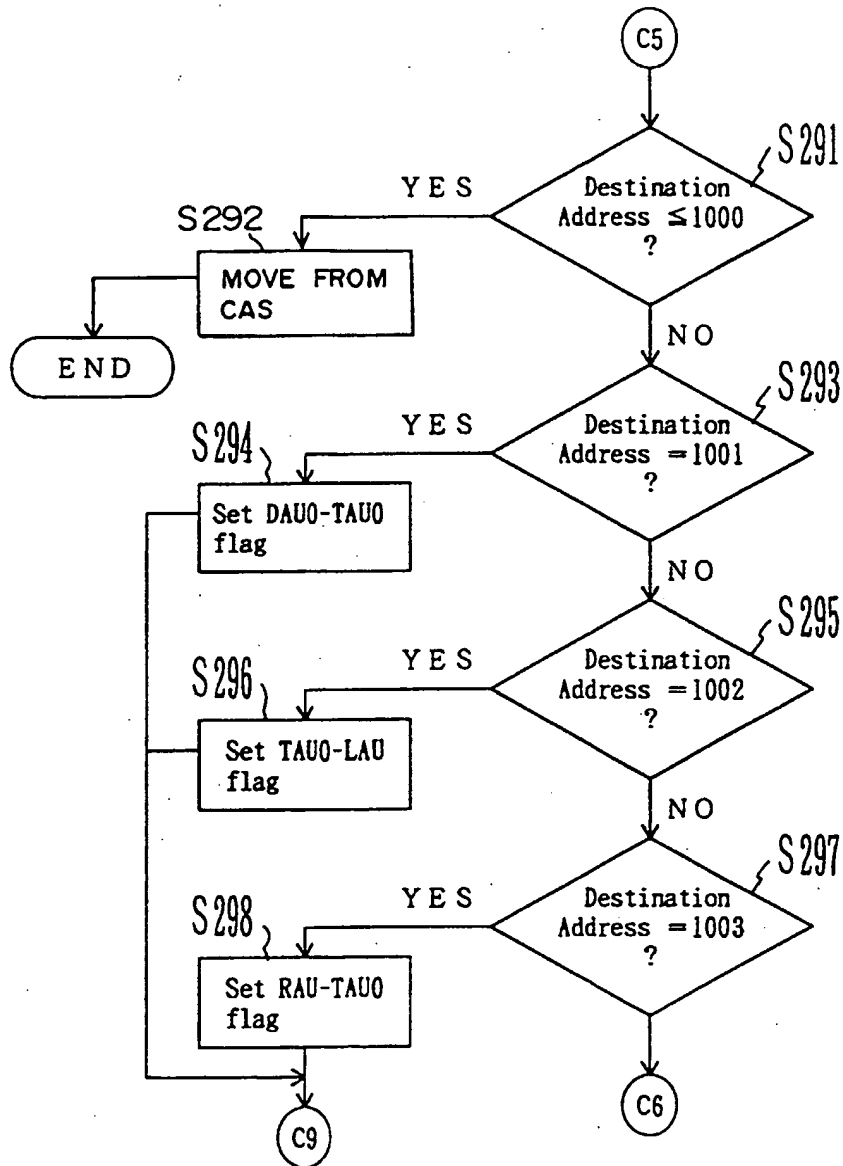 C5
S291
Destination
Address ≦1000
?
YES
S292
MOVE FROM
CAS
END
NO
S293
Destination
Address =1001
?
YES
S294
Set DAU0-TAU0
flag
NO
S295
Destination
Address =1002
?
YES
S296
Set TAU0-LAU
flag
NO
S297
Destination
Address =1003
?
YES
S298
Set RAU-TAU0
flag
C9
C6